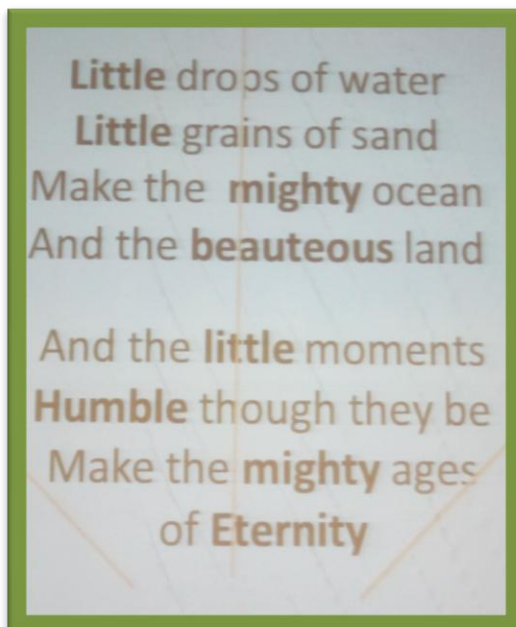 Little drops of water
Little grains of sand
Make the mighty ocean
And the beauteous land
And the little moments
Humble though they be
Make the mighty ages
of Eternity